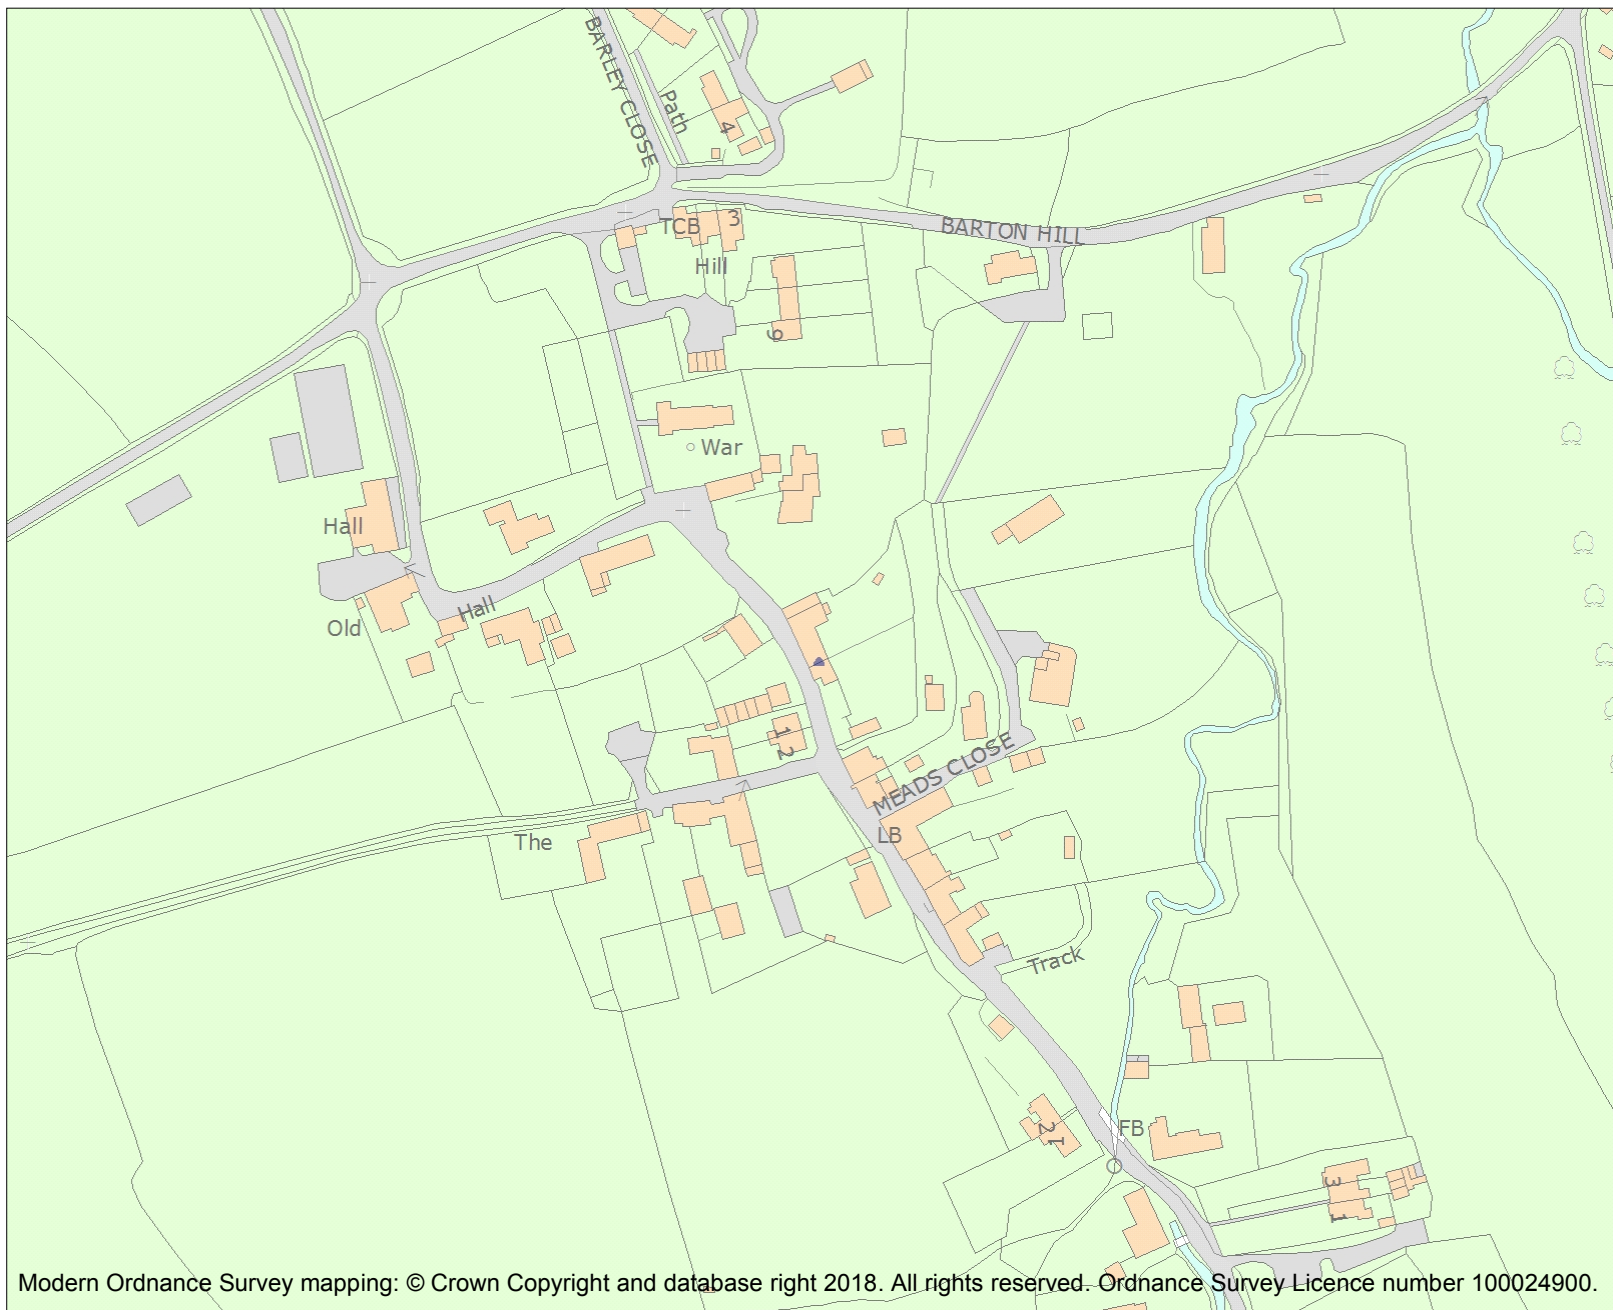 BARLEY CLOSE
Path
4
TCB
3
BARTON HILL
Hill
9
War
Hall
Hall
Old
1
2
MEADS CLOSE
LB
The
Track
FB
2
1
3
1
Modern Ordnance Survey mapping: © Crown Copyright and database right 2018. All rights reserved. Ordnance Survey Licence number 100024900.